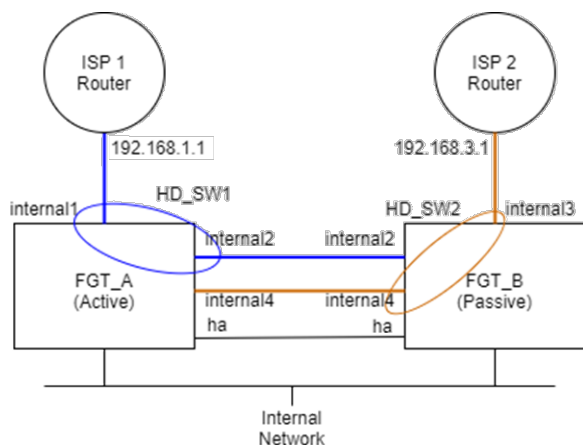 ISP 1
Router
ISP 2
Router
192.168.1.1
192.168.3.1
HD_SW1
HD_SW2
internal1
internal3
internal2
internal2
FGT_A
(Active)
FGT_B
(Passive)
internal4
internal4
ha
ha
Internal
Network